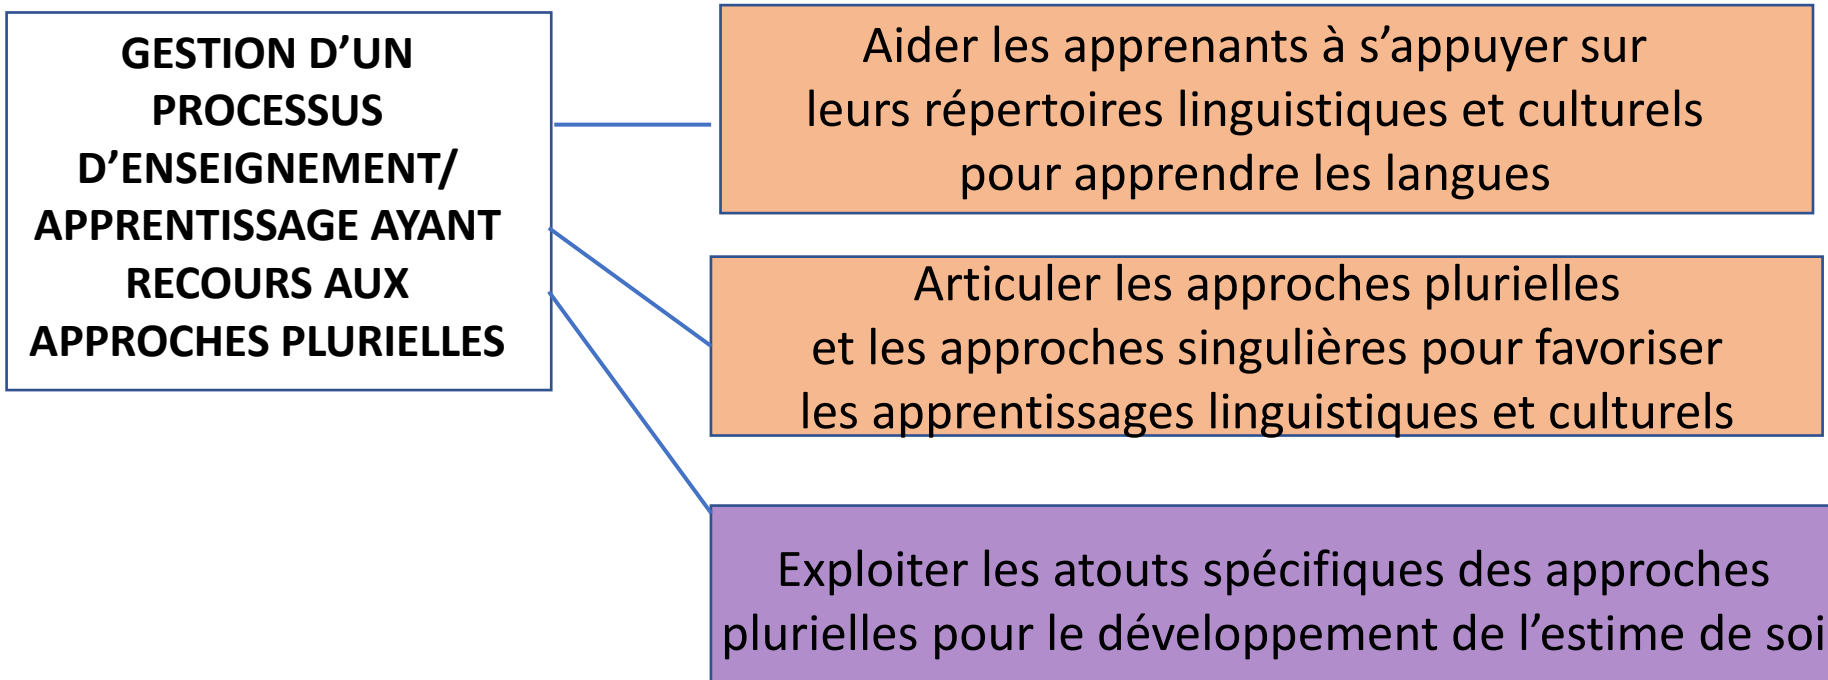 GESTION D’UN
PROCESSUS
D’ENSEIGNEMENT/
APPRENTISSAGE AYANT
RECOURS AUX
APPROCHES PLURIELLES
Aider les apprenants à s’appuyer sur
leurs répertoires linguistiques et culturels
pour apprendre les langues
Articuler les approches plurielles
et les approches singulières pour favoriser
les apprentissages linguistiques et culturels
Exploiter les atouts spécifiques des approches
plurielles pour le développement de l’estime de soi